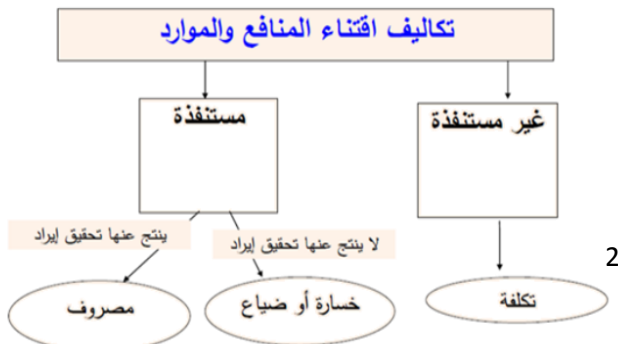 تكاليف اقتناء المنافع والموارد
غير مستنفذة
مستنفذة
ينتج عنها تحقيق إيراد
لا ينتج عنها تحقيق إيراد
2
تكلفة
خسارة أو ضياع
مصروف